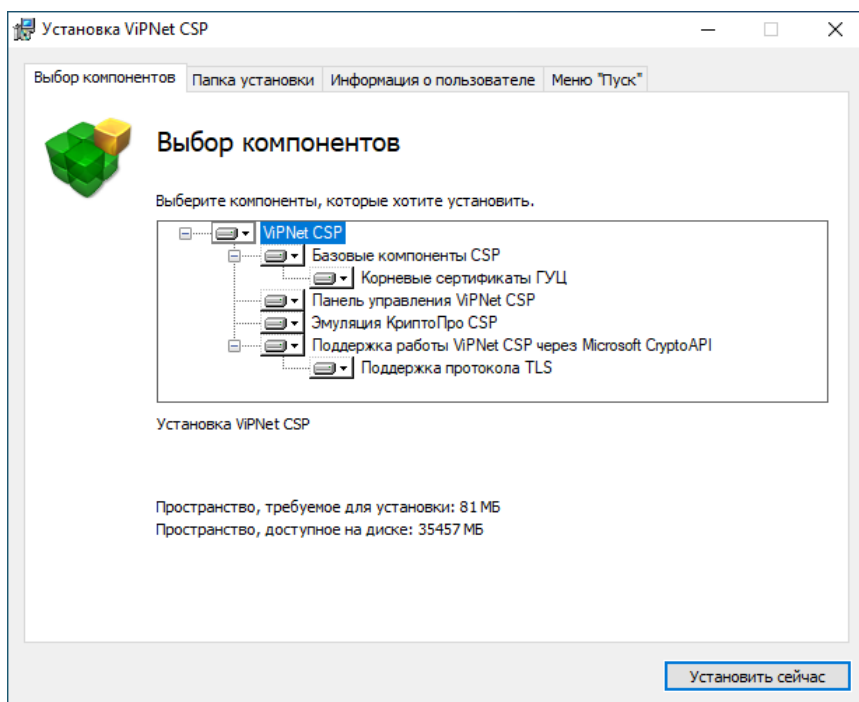 Установка ViPNet CSP
Выбор компонентов Папка установки Информация о пользователе Меню "Пуск"
Выбор компонентов
Выберите компоненты, которые хотите установить.
ViPNet CSP
Базовые компоненты CSP
Корневые сертификаты ГУЦ
Панель управления ViPNet CSP
Эмуляция КриптоПро CSP
Поддержка работы ViPNet CSP через Microsoft CryptoAPI
Поддержка протокола TLS
Установка ViPNet CSP
Пространство, требуемое для установки: 81 МБ
Пространство, доступное на диске: 35457 МБ
Установить сейчас